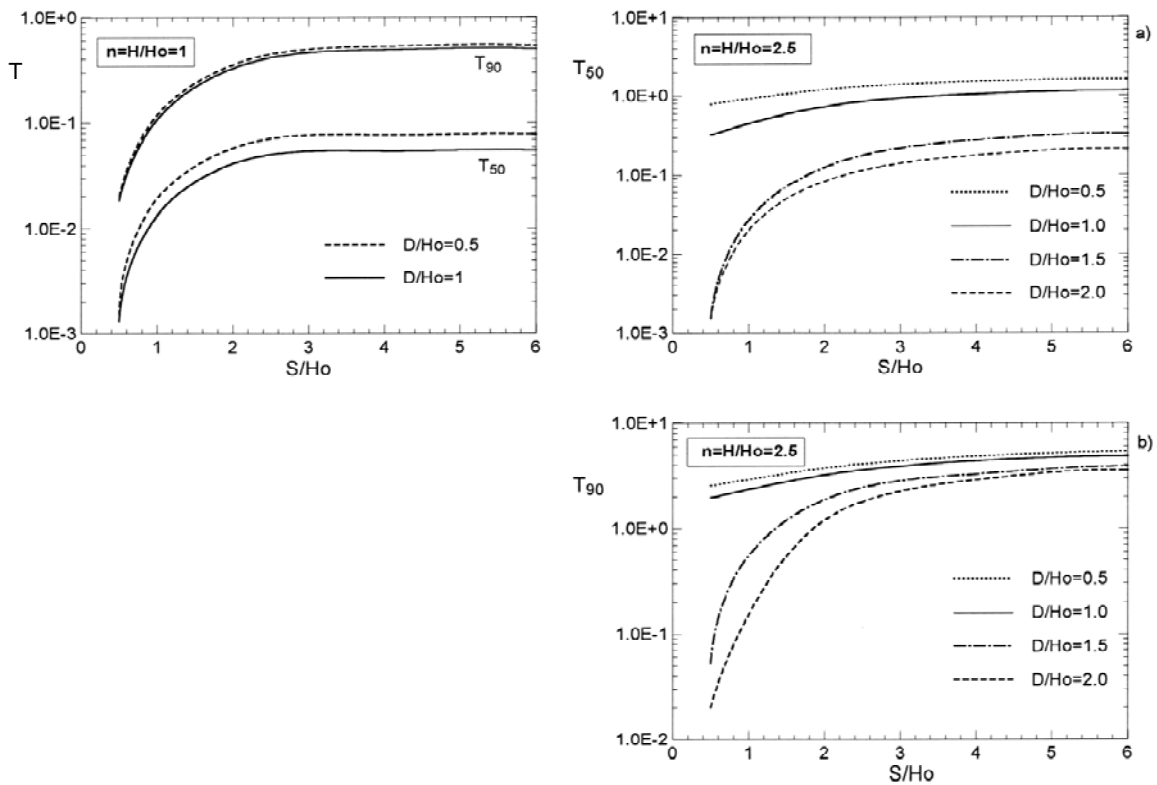 n=H/Ho=1
T
1.0E+0
1.0E-1
1.0E-2
1.0E-3
T90
T50
D/Ho=0.5
D/Ho=1
0 1 2 3 4 5 6
S/Ho
a)
n=H/Ho=2.5
T50
1.0E+1
1.0E+0
1.0E-1
1.0E-2
1.0E-3
D/Ho=0.5
D/Ho=1.0
D/Ho=1.5
D/Ho=2.0
0 1 2 3 4 5 6
S/Ho
b)
n=H/Ho=2.5
T90
1.0E+1
1.0E+0
1.0E-1
1.0E-2
D/Ho=0.5
D/Ho=1.0
D/Ho=1.5
D/Ho=2.0
0 1 2 3 4 5 6
S/Ho